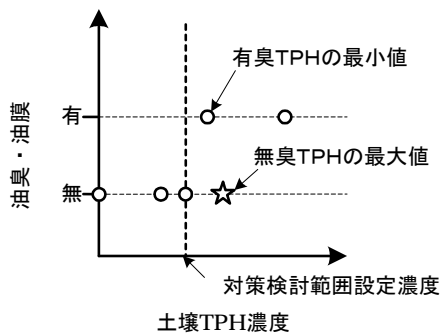 有臭TPHの最小値
有
油臭・油膜
無臭TPHの最大値
無
対策検討範囲設定濃度
土壌TPH濃度